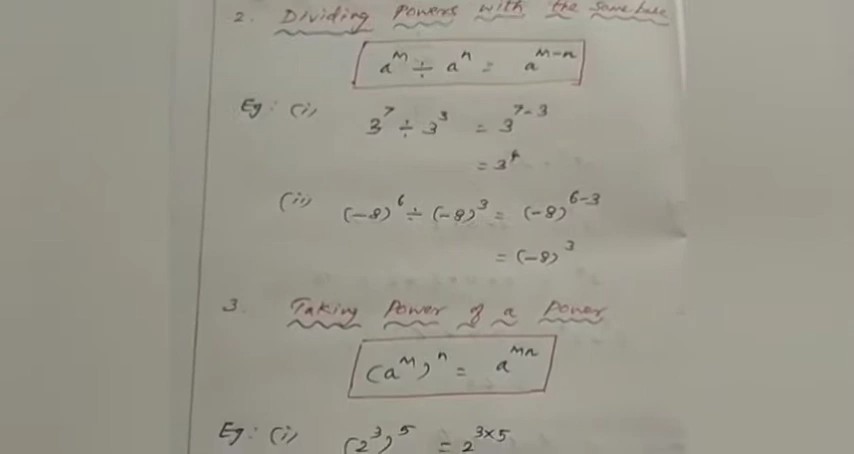 2. Dividing Powers with the same base
a^m ÷ a^n = a^(m-n)
Eg: (i) 3^7 ÷ 3^3 = 3^(7-3)
= 3^4
(ii) (-8)^6 ÷ (-8)^3 = (-8)^(6-3)
= (-8)^3
3. Taking Power of a Power
(a^m)^n = a^(mn)
Eg: (i) (2^3)^5 = 2^(3×5)